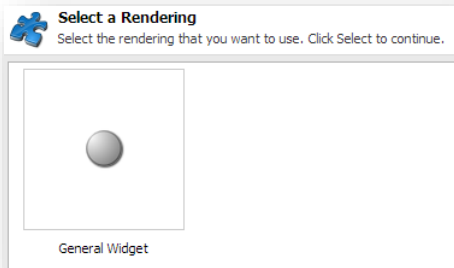 Select a Rendering
Select the rendering that you want to use. Click Select to continue.
General Widget